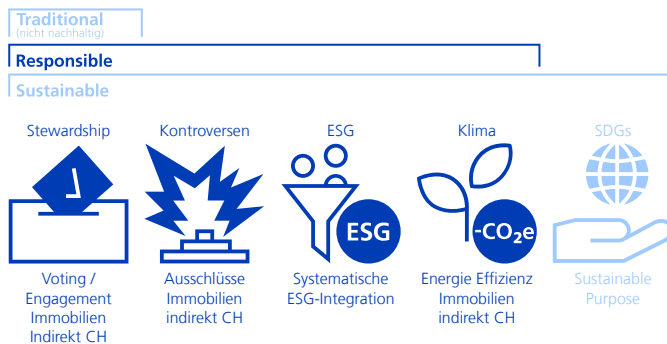 Traditional
(nicht nachhaltig)
Responsible
Sustainable
Stewardship
Kontroversen
ESG
Klima
SDGs
ESG
-CO₂e
Voting /
Engagement
Immobilien
Indirekt CH
Ausschlüsse
Immobilien
indirekt CH
Systematische
ESG-Integration
Energie Effizienz
Immobilien
indirekt CH
Sustainable
Purpose